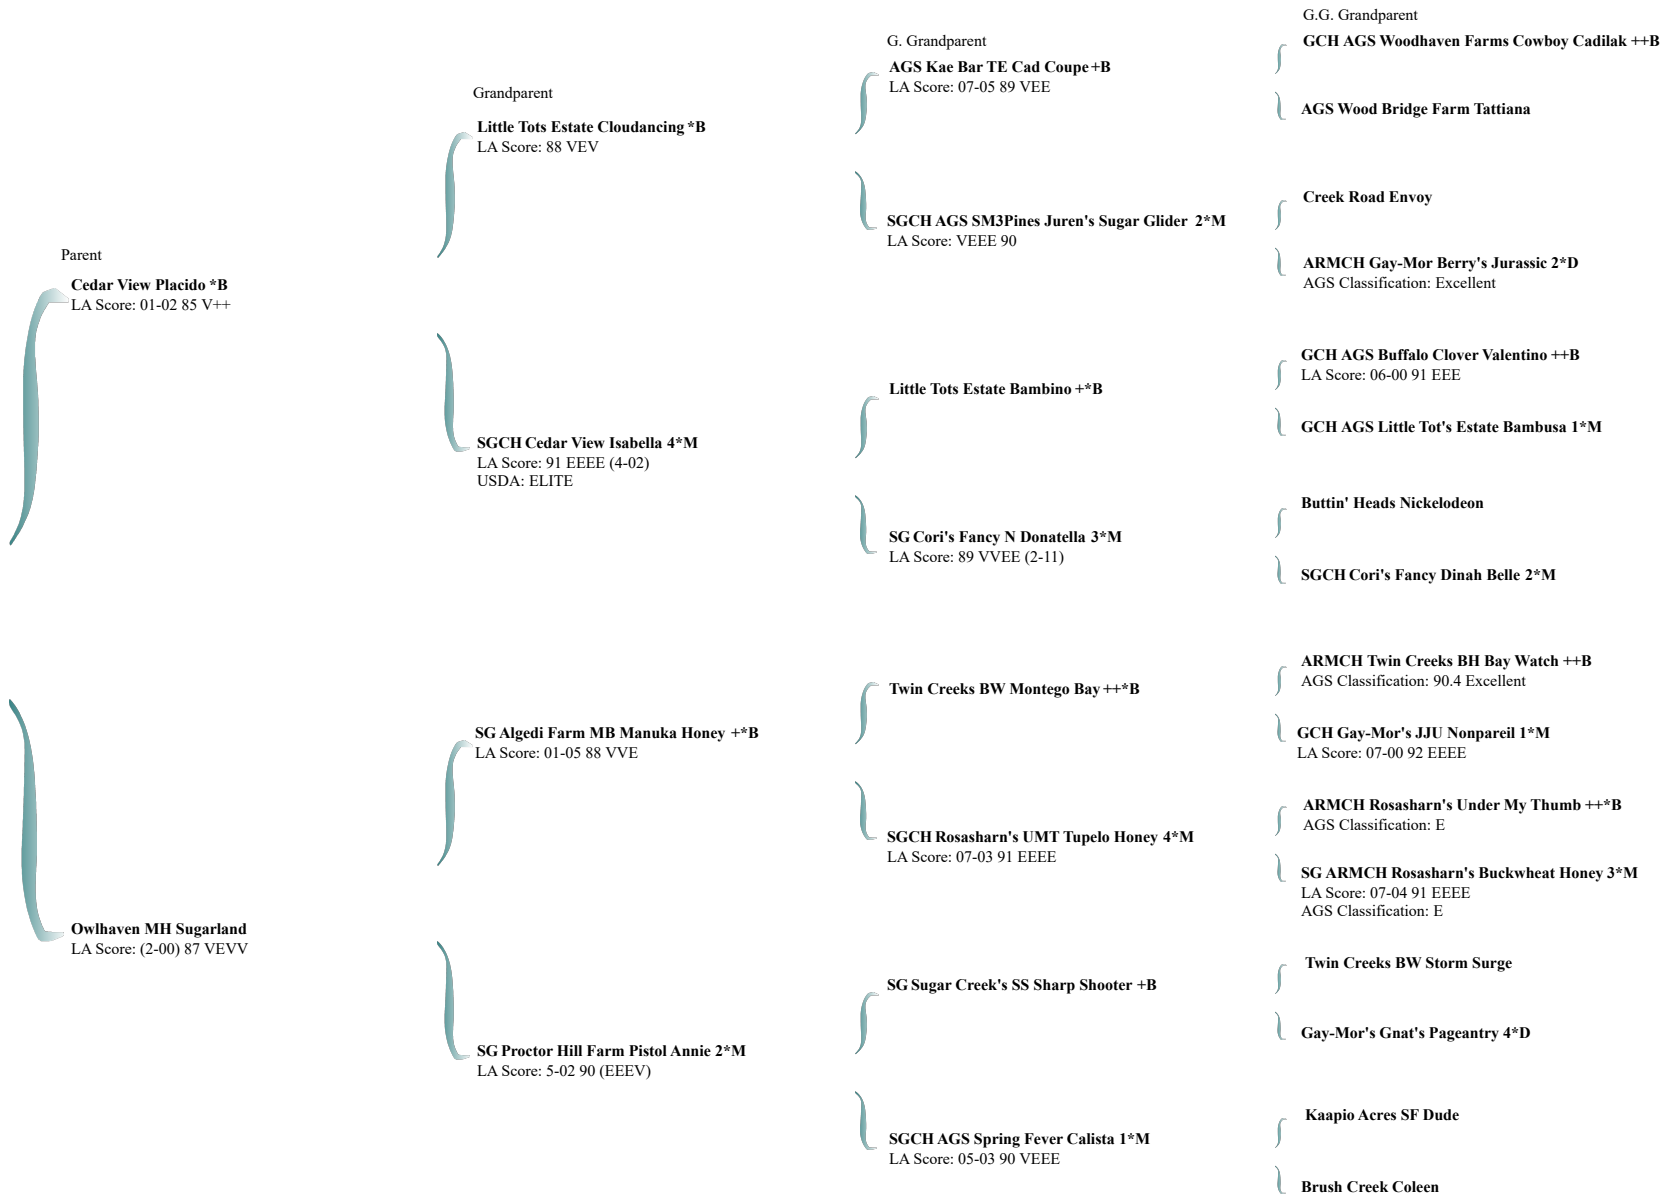 Parent
Cedar View Placido *B
LA Score: 01-02 85 V++
Owlhaven MH Sugarland
LA Score: (2-00) 87 VEVV
Grandparent
Little Tots Estate Cloudancing *B
LA Score: 88 VEV
SGCH Cedar View Isabella 4*M
LA Score: 91 EEEE (4-02)
USDA: ELITE
SG Algedi Farm MB Manuka Honey +*B
LA Score: 01-05 88 VVE
SG Proctor Hill Farm Pistol Annie 2*M
LA Score: 5-02 90 (EEEV)
G. Grandparent
AGS Kae Bar TE Cad Coupe +B
LA Score: 07-05 89 VEE
SGCH AGS SM3Pines Juren's Sugar Glider 2*M
LA Score: VEEE 90
Little Tots Estate Bambino +*B
SG Cori's Fancy N Donatella 3*M
LA Score: 89 VVEE (2-11)
Twin Creeks BW Montego Bay ++*B
SGCH Rosasharn's UMT Tupelo Honey 4*M
LA Score: 07-03 91 EEEE
SG Sugar Creek's SS Sharp Shooter +B
SGCH AGS Spring Fever Calista 1*M
LA Score: 05-03 90 VEEE
G.G. Grandparent
GCH AGS Woodhaven Farms Cowboy Cadilak ++B
AGS Wood Bridge Farm Tattiana
Creek Road Envoy
ARMCH Gay-Mor Berry's Jurassic 2*D
AGS Classification: Excellent
GCH AGS Buffalo Clover Valentino ++B
LA Score: 06-00 91 EEE
GCH AGS Little Tot's Estate Bambusa 1*M
Buttin' Heads Nickelodeon
SGCH Cori's Fancy Dinah Belle 2*M
ARMCH Twin Creeks BH Bay Watch ++B
AGS Classification: 90.4 Excellent
GCH Gay-Mor's JJU Nonpareil 1*M
LA Score: 07-00 92 EEEE
ARMCH Rosasharn's Under My Thumb ++*B
AGS Classification: E
SG ARMCH Rosasharn's Buckwheat Honey 3*M
LA Score: 07-04 91 EEEE
AGS Classification: E
Twin Creeks BW Storm Surge
Gay-Mor's Gnat's Pageantry 4*D
Kaapio Acres SF Dude
Brush Creek Coleen